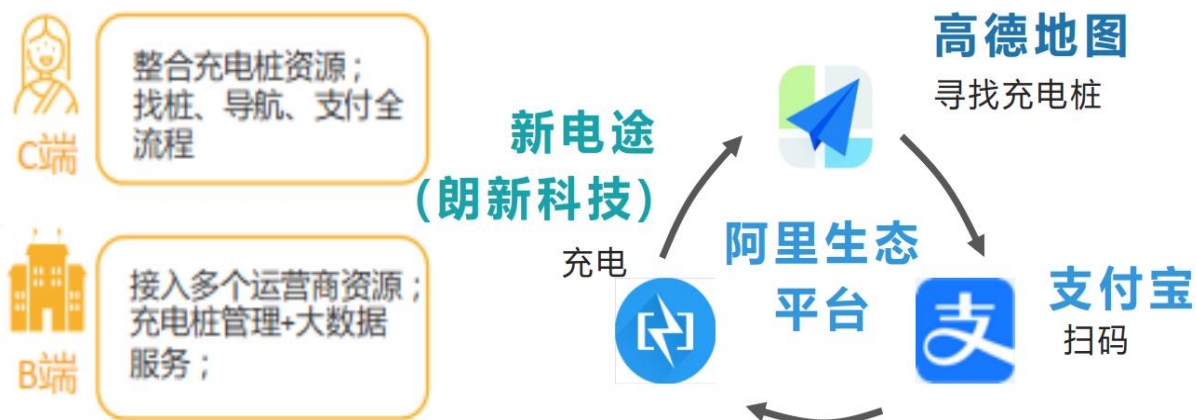 整合充电桩资源；
找桩、导航、支付全
流程
C端
接入多个运营商资源；
充电桩管理+大数据
服务；
B端
高德地图
寻找充电桩
新电途
(朗新科技)
充电
阿里生态
平台
支付宝
扫码
支